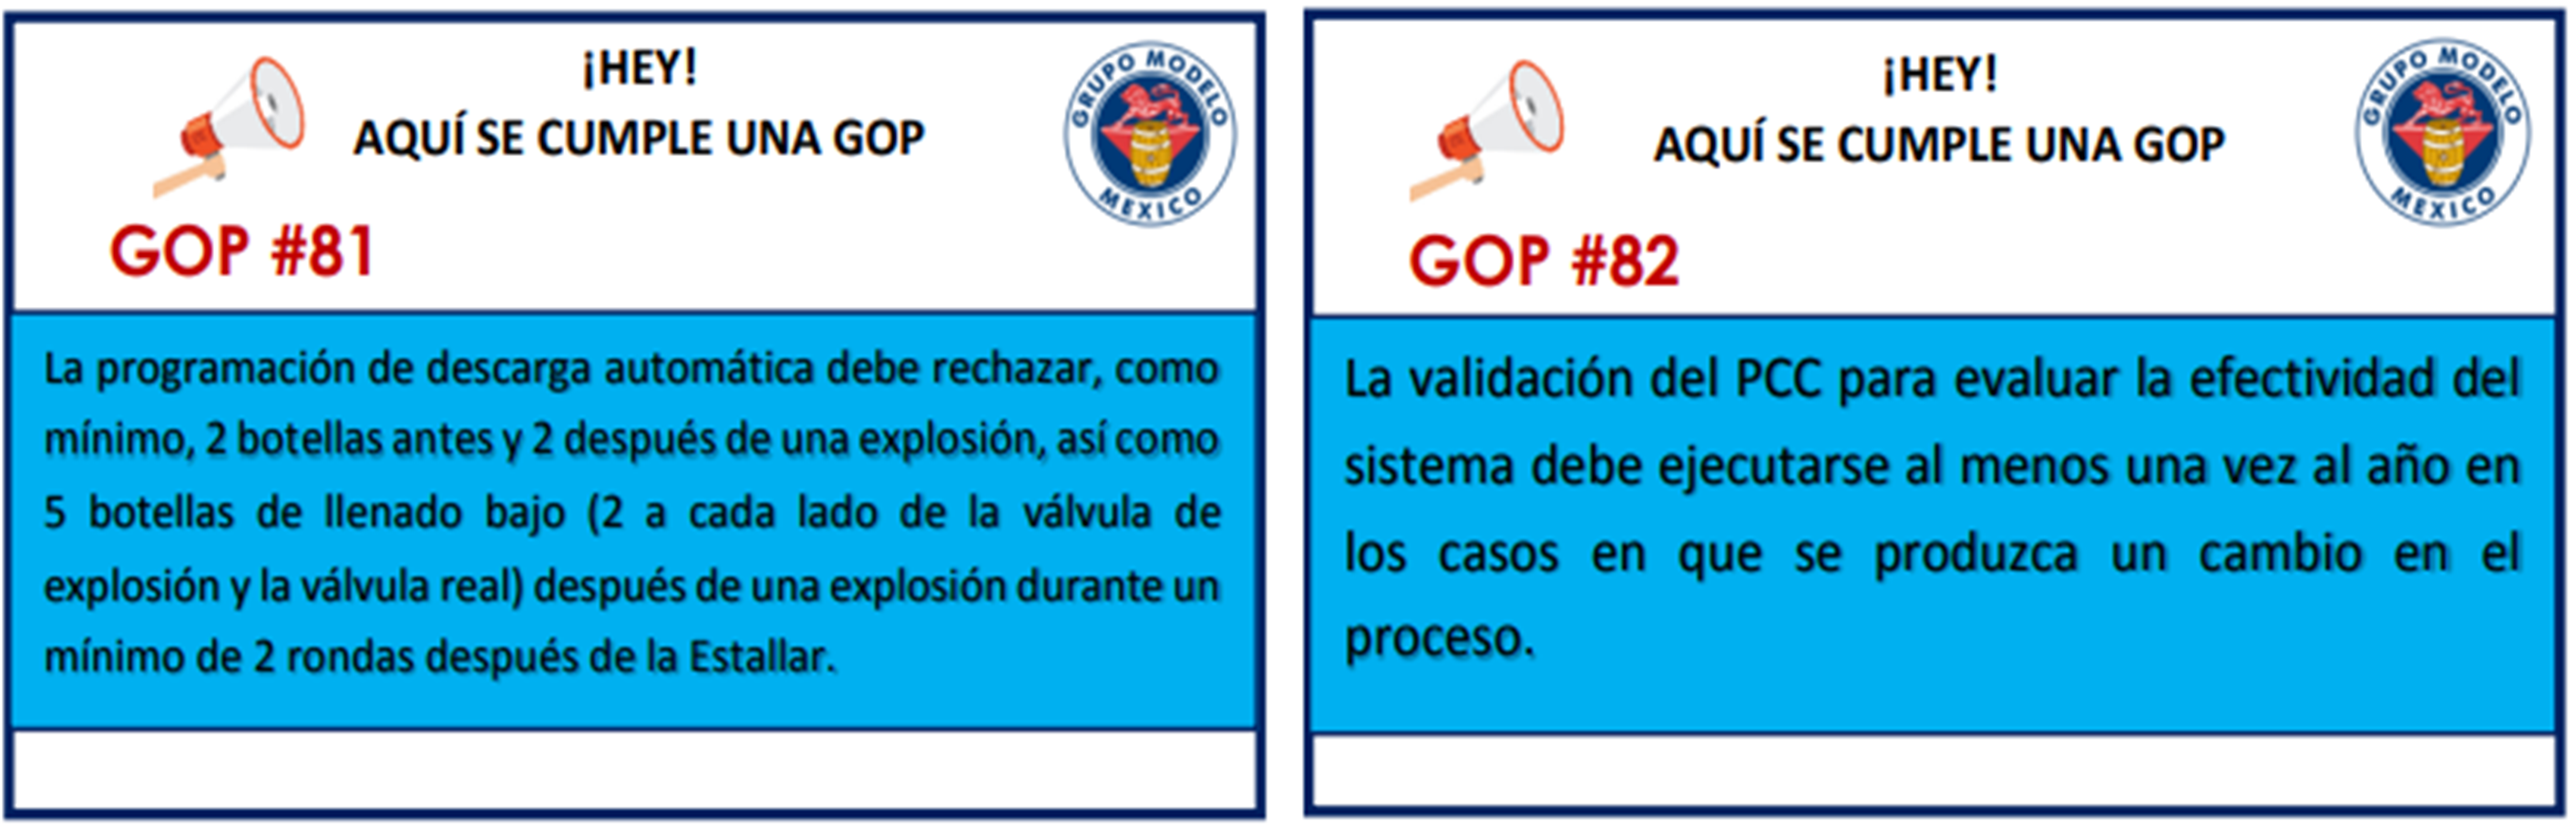 ¡HEY!
AQUÍ SE CUMPLE UNA GOP
GRUPO MODELO
MEXICO
GOP #81
La programación de descarga automática debe rechazar, como
mínimo, 2 botellas antes y 2 después de una explosión, así como
5 botellas de llenado bajo (2 a cada lado de la válvula de
explosión y la válvula real) después de una explosión durante un
mínimo de 2 rondas después de la Estallar.
¡HEY!
AQUÍ SE CUMPLE UNA GOP
GRUPO MODELO
MEXICO
GOP #82
La validación del PCC para evaluar la efectividad del
sistema debe ejecutarse al menos una vez al año en
los casos en que se produzca un cambio en el
proceso.